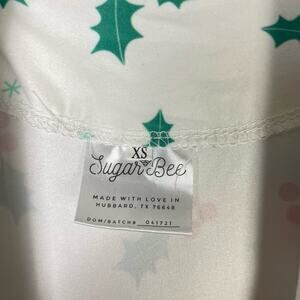 XS
Sugar Bee
MADE WITH LOVE IN
HUBBARD, TX 76648
DOM/BATCH# 041721